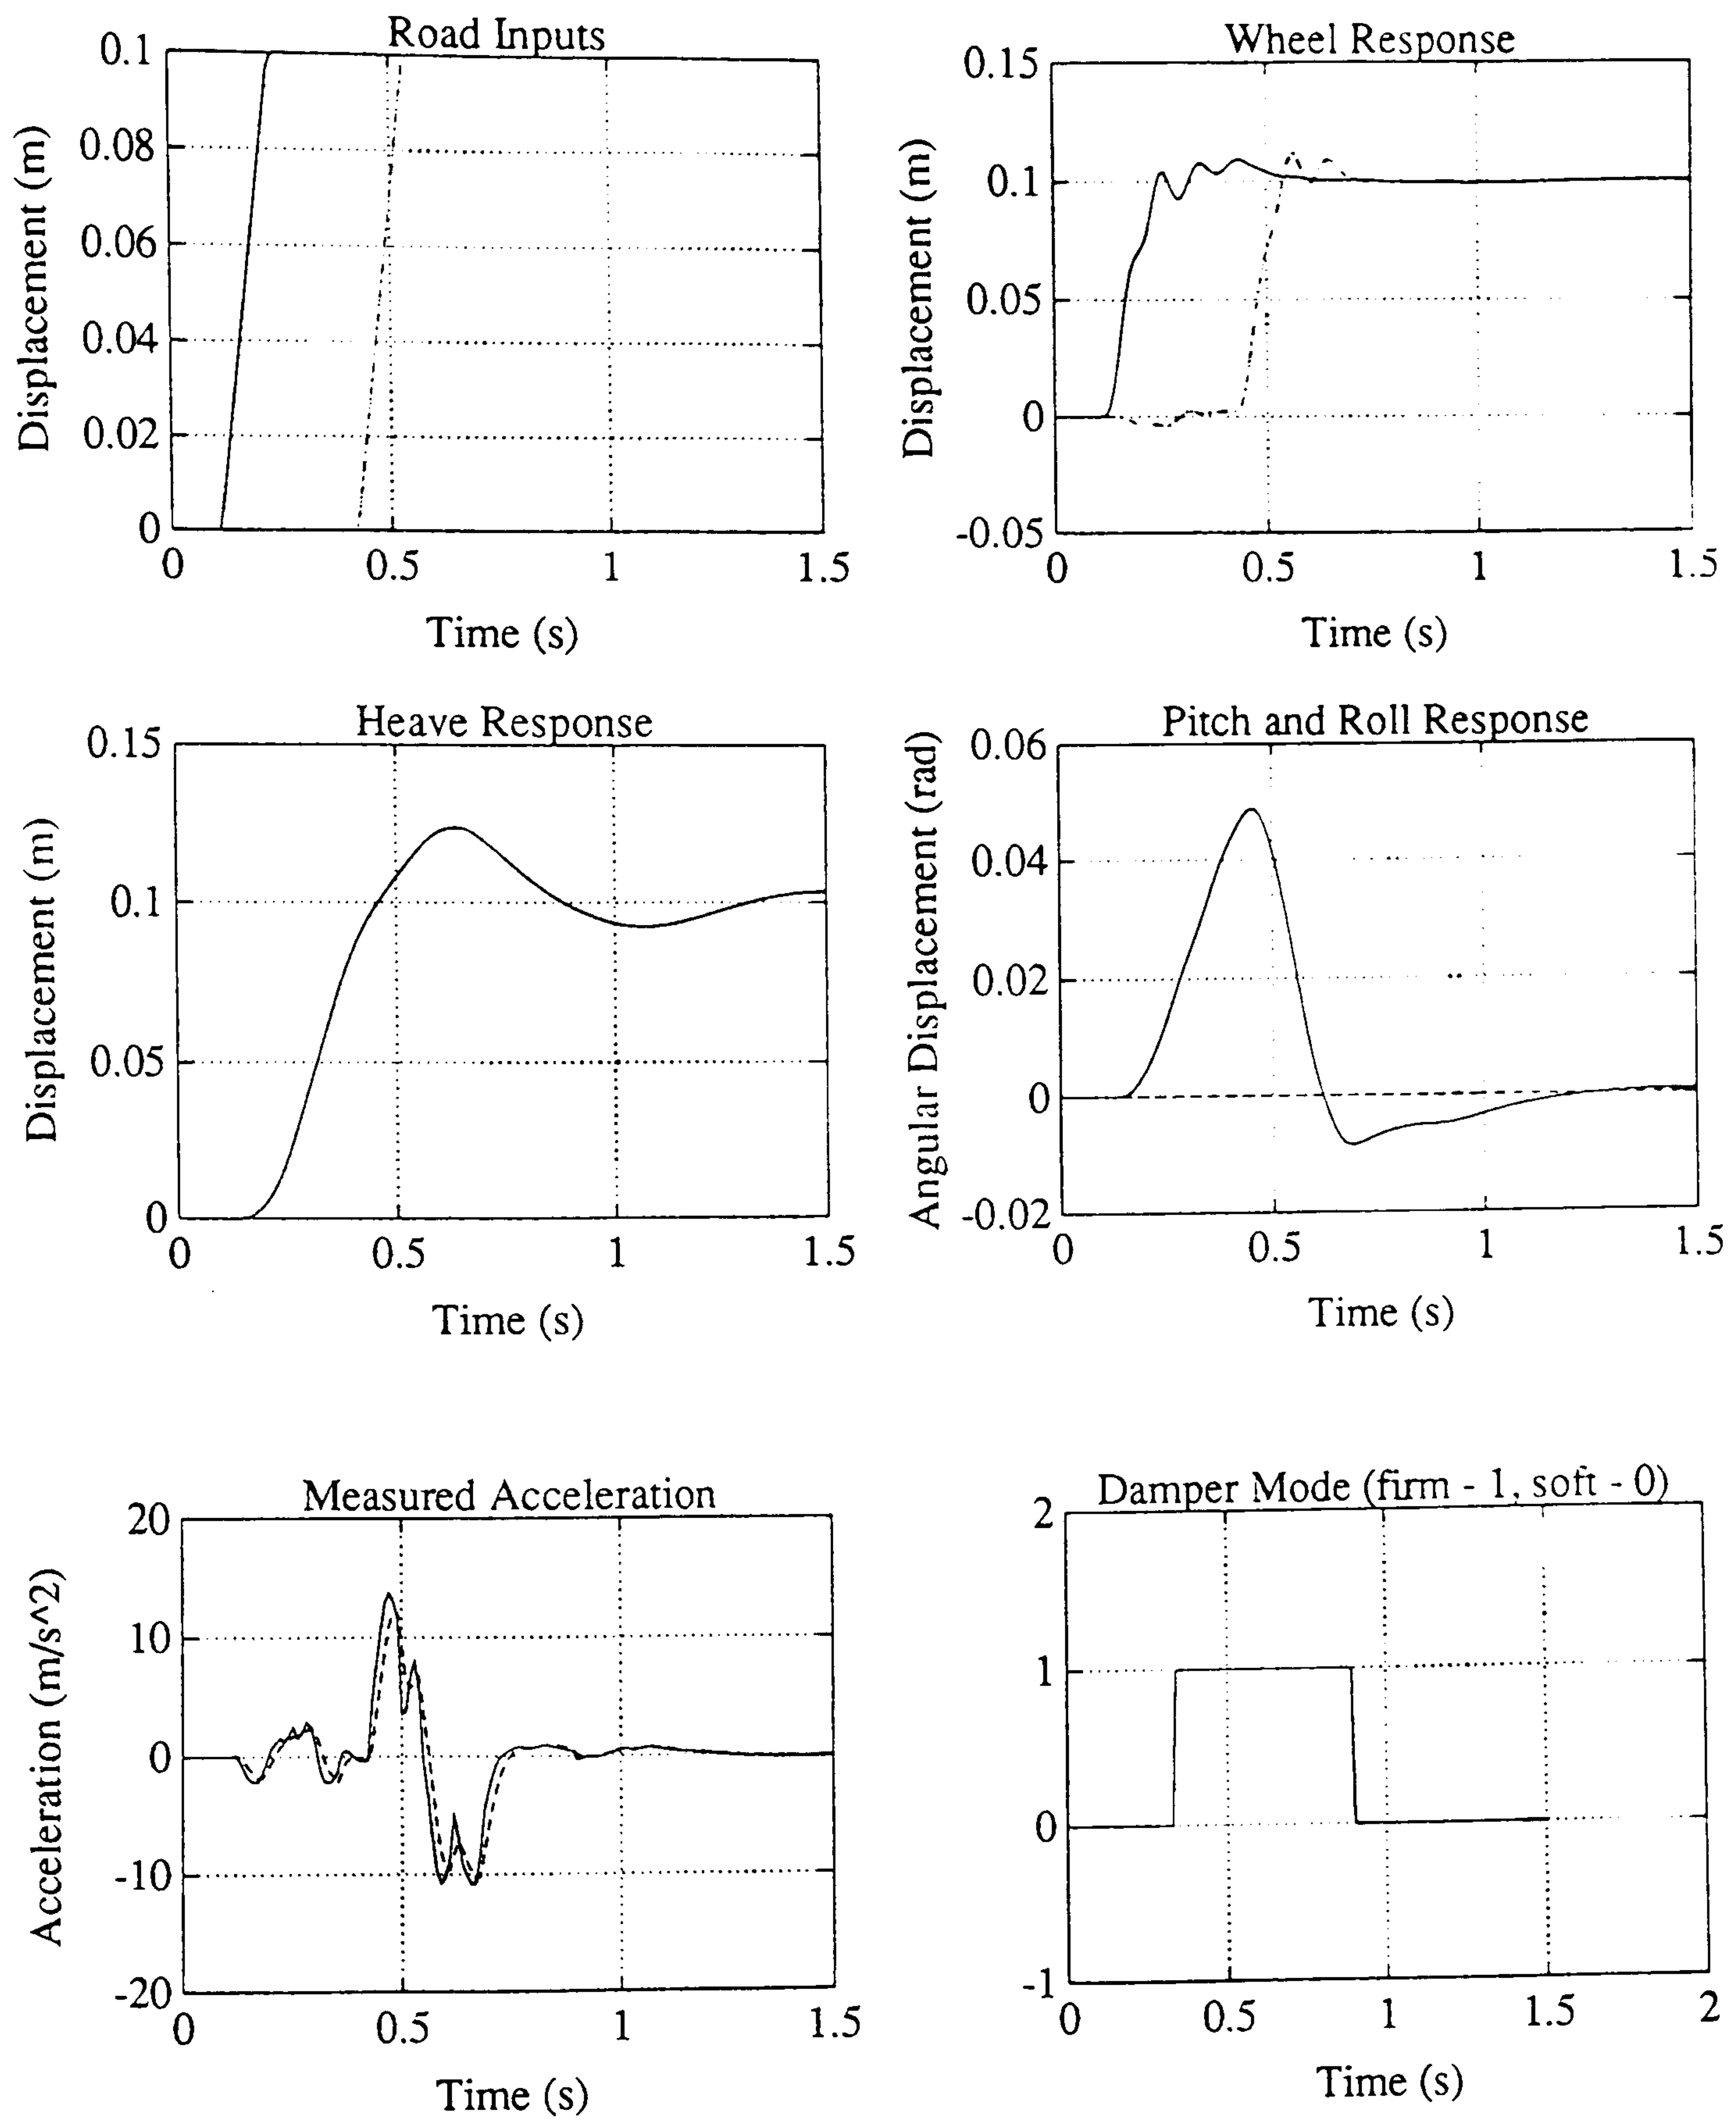 Road Inputs
Displacement (m)
0.1
0.08
0.06
0.04
0.02
0
0 0.5 1 1.5
Time (s)
Wheel Response
Displacement (m)
0.15
0.1
0.05
0
-0.05
0 0.5 1 1.5
Time (s)
Heave Response
Displacement (m)
0.15
0.1
0.05
0
0 0.5 1 1.5
Time (s)
Pitch and Roll Response
Angular Displacement (rad)
0.06
0.04
0.02
0
-0.02
0 0.5 1 1.5
Time (s)
Measured Acceleration
Acceleration (m/s^2)
20
10
0
-10
-20
0 0.5 1 1.5
Time (s)
Damper Mode (firm - 1, soft - 0)
2
1
0
-1
0 0.5 1 1.5 2
Time (s)